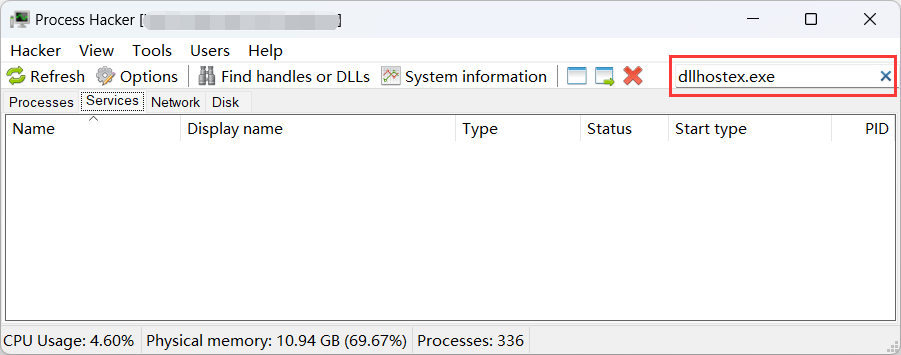 Process Hacker [ ]
Hacker View Tools Users Help
Refresh Options Find handles or DLLs System information dllhostex.exe
Processes Services Network Disk
Name Display name Type Status Start type PID
CPU Usage: 4.60% Physical memory: 10.94 GB (69.67%) Processes: 336